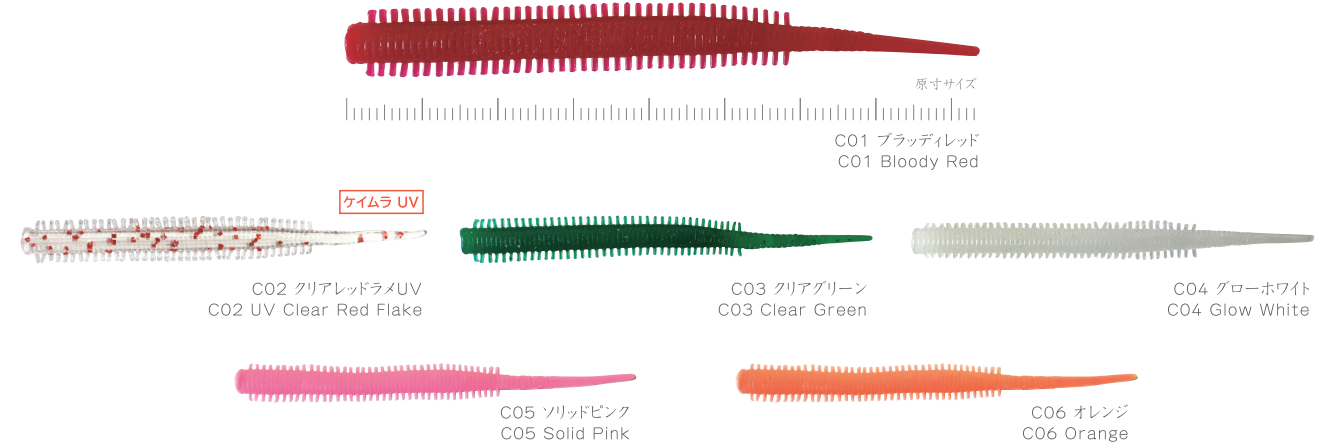 原寸サイズ
C01 ブラッディレッド
C01 Bloody Red
ケイムラ UV
C02 クリアレッドラメUV
C02 UV Clear Red Flake
C03 クリアグリーン
C03 Clear Green
C04 グローホワイト
C04 Glow White
C05 ソリッドピンク
C05 Solid Pink
C06 オレンジ
C06 Orange